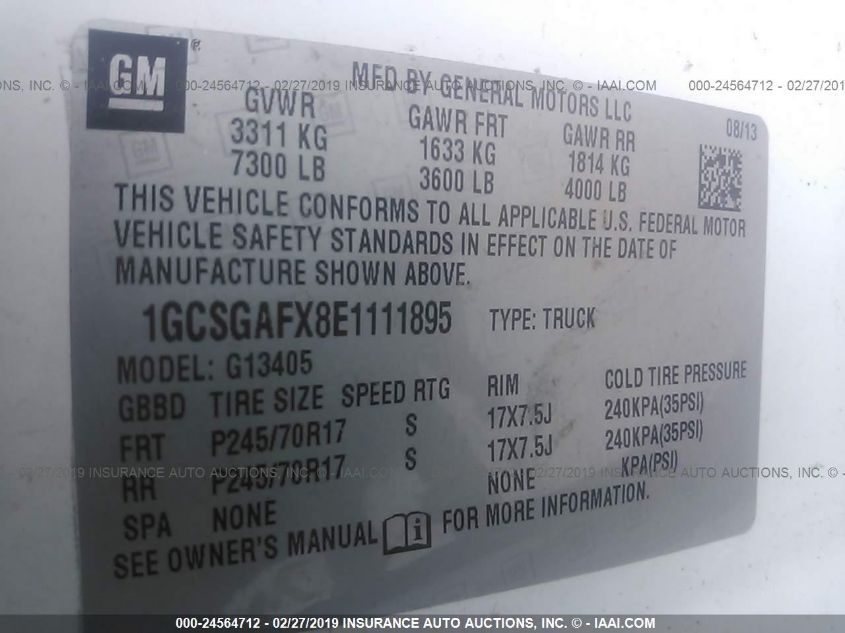 GM®
MFD BY GENERAL MOTORS LLC
08/13
GVWR GAWR FRT GAWR RR
3311 KG 1633 KG 1814 KG
7300 LB 3600 LB 4000 LB
THIS VEHICLE CONFORMS TO ALL APPLICABLE U.S. FEDERAL MOTOR
VEHICLE SAFETY STANDARDS IN EFFECT ON THE DATE OF
MANUFACTURE SHOWN ABOVE.
1GCSGAFX8E1111895 TYPE: TRUCK
MODEL: G13405
GBBD TIRE SIZE SPEED RTG RIM COLD TIRE PRESSURE
FRT P245/70R17 S 17X7.5J 240KPA(35PSI)
RR P245/70R17 S 17X7.5J 240KPA(35PSI)
SPA NONE NONE KPA(PSI)
SEE OWNER'S MANUAL i FOR MORE INFORMATION.
000-24564712 - 02/27/2019 INSURANCE AUTO AUCTIONS, INC. - IAAI.COM